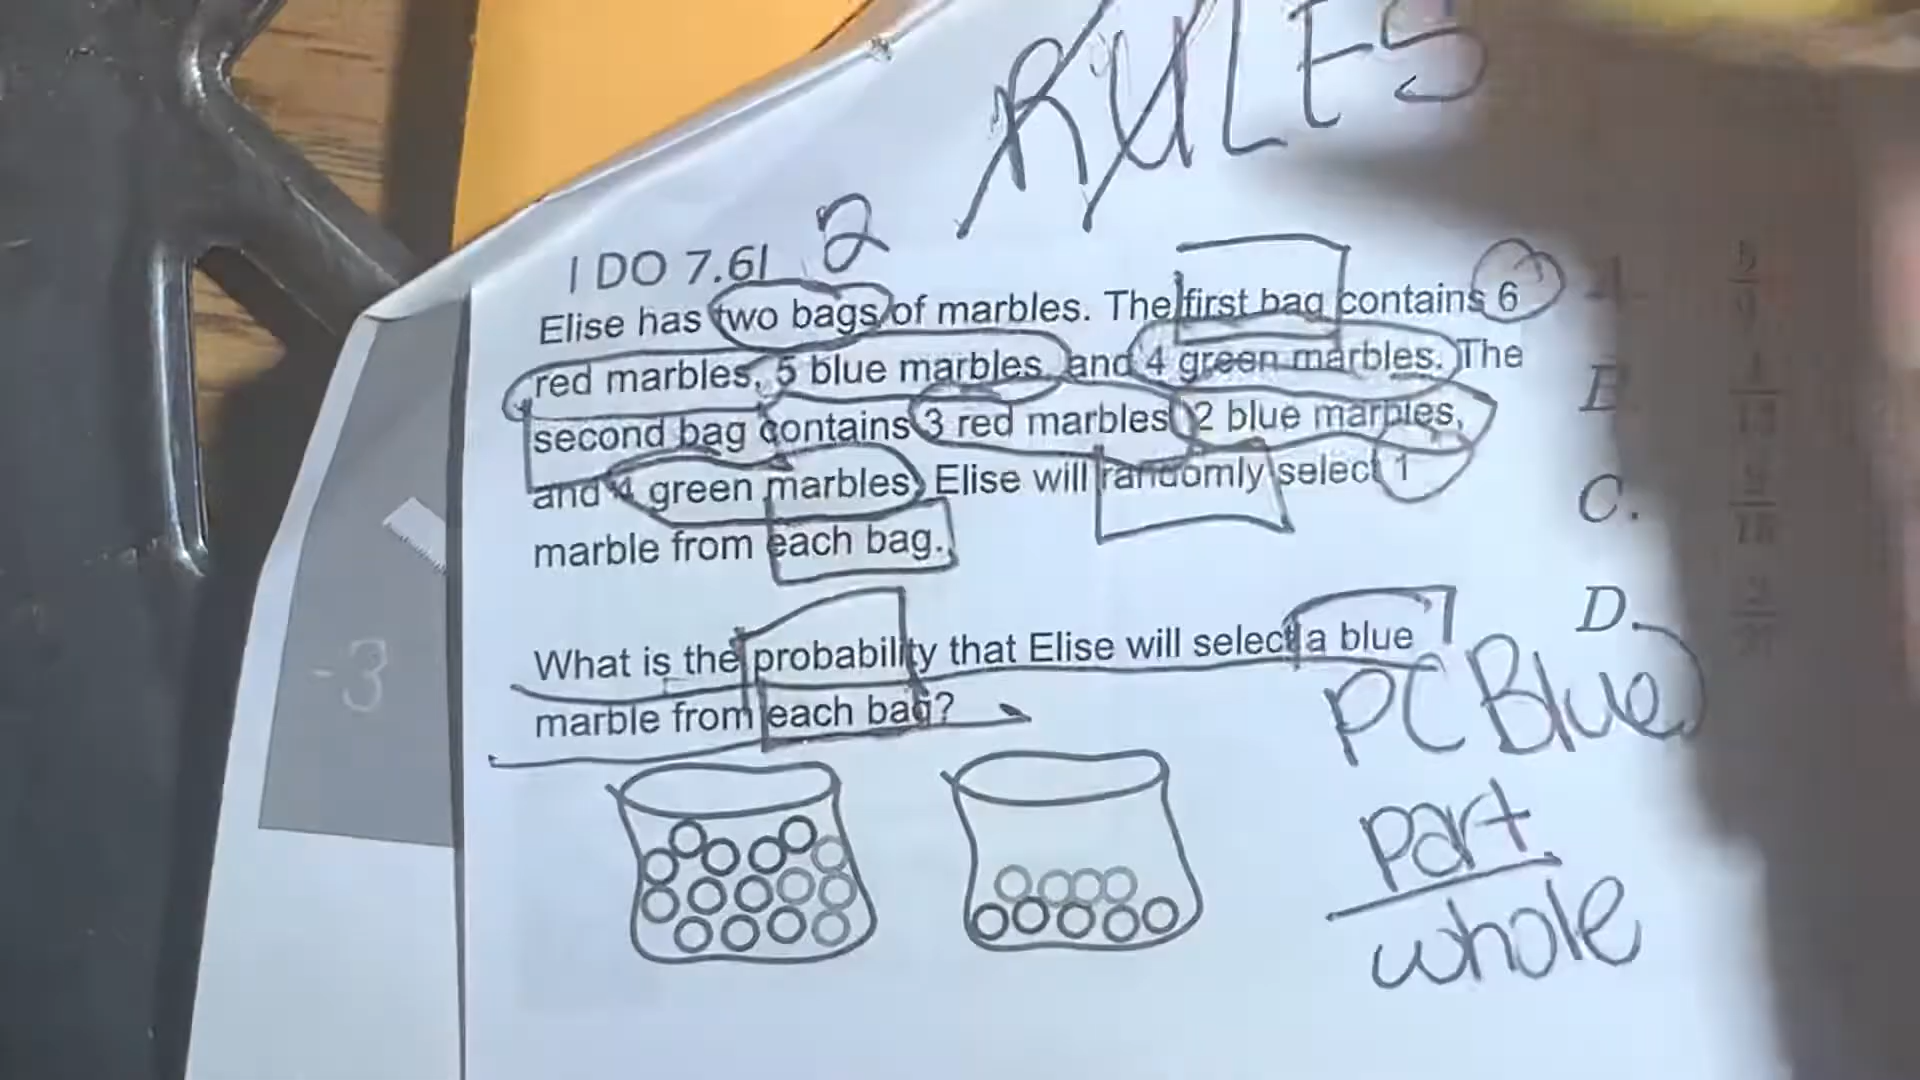 RULES
I DO 7.6I 2
Elise has two bags of marbles. The first bag contains 6
red marbles, 5 blue marbles, and 4 green marbles. The
second bag contains 3 red marbles, 2 blue marbles,
and 4 green marbles. Elise will randomly select 1
marble from each bag.
What is the probability that Elise will select a blue
marble from each bag?
C.
D.
P(Blue)
part
whole
-3